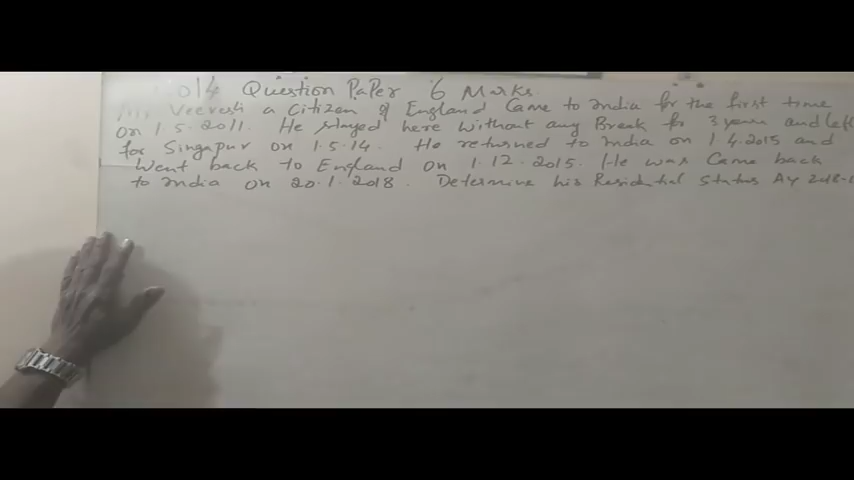 014 Question Paper 6 Marks
Veeresh a Citizen of England Came to India for the first time
on 1.5.2011. He stayed here without any Break for 3 years and left
for Singapur on 1.5.14. He returned to India on 1.4.2015 and
Went back to England on 1.12.2015. He was Came back
to India on 20.1.2018. Determine his Residential Status AY 2018-1